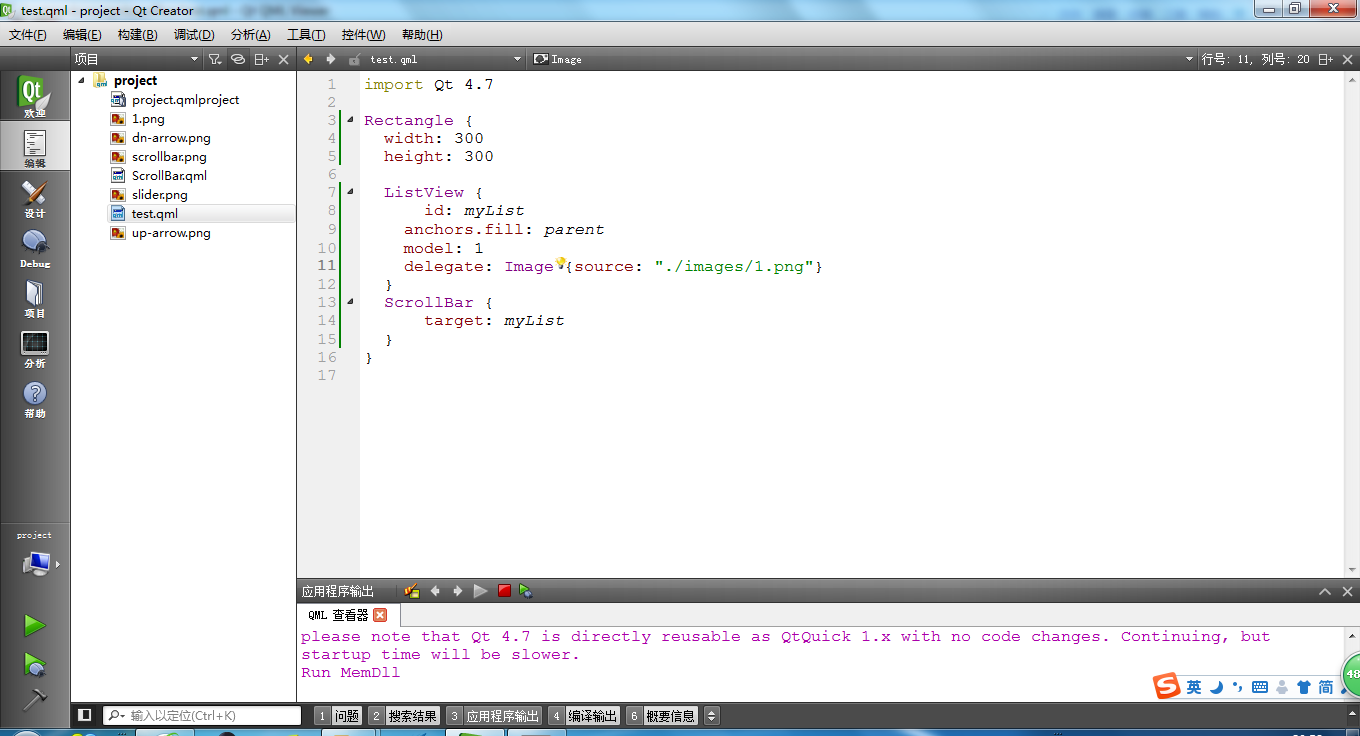 test.qml - project - Qt Creator
文件(F) 编辑(E) 构建(B) 调试(D) 分析(A) 工具(T) 控件(W) 帮助(H)
项目
test.qml
Image
行号: 11, 列号: 20
Qt
欢迎
编辑
设计
Debug
项目
分析
帮助
project
project
project.qmlproject
1.png
dn-arrow.png
scrollbar.png
ScrollBar.qml
slider.png
test.qml
up-arrow.png
1 import Qt 4.7
2
3 Rectangle {
4 width: 300
5 height: 300
6
7 ListView {
8 id: myList
9 anchors.fill: parent
10 model: 1
11 delegate: Image {source: "./images/1.png"}
12 }
13 ScrollBar {
14 target: myList
15 }
16 }
17
应用程序输出
QML 查看器
please note that Qt 4.7 is directly reusable as QtQuick 1.x with no code changes. Continuing, but
startup time will be slower.
Run MemDll
S 英 简
48
输入以定位(Ctrl+K)
1 问题 2 搜索结果 3 应用程序输出 4 编译输出 6 概要信息